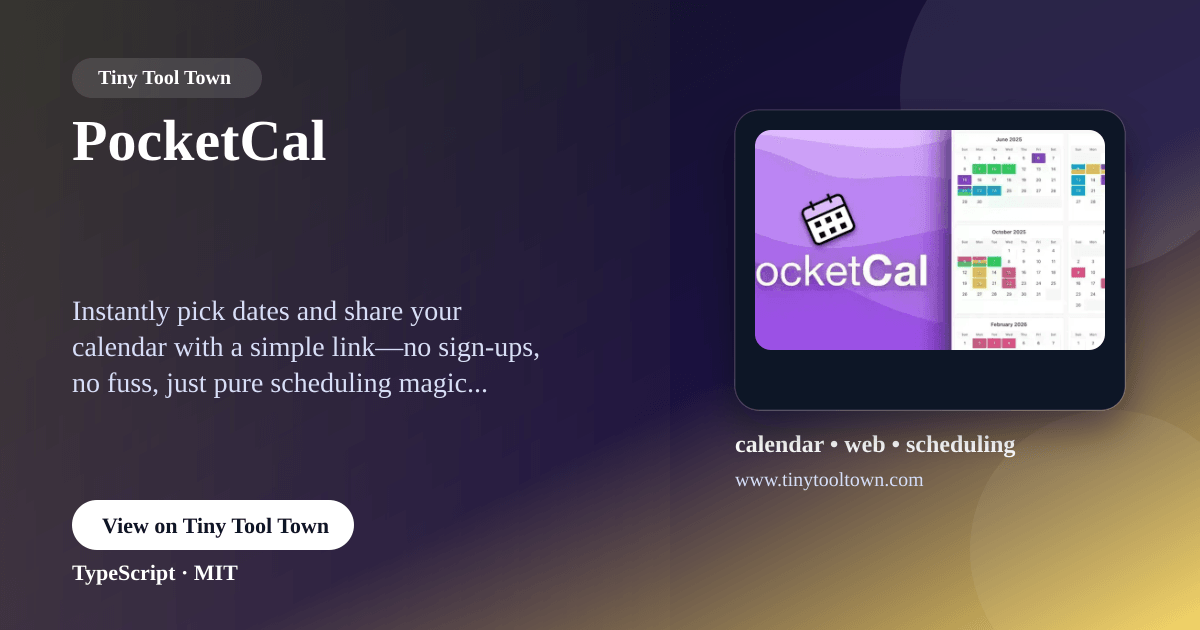 Tiny Tool Town
PocketCal
Instantly pick dates and share your
calendar with a simple link—no sign-ups,
no fuss, just pure scheduling magic...
View on Tiny Tool Town
TypeScript · MIT
ocketCal
June 2025
October 2025
February 2026
calendar • web • scheduling
www.tinytooltown.com